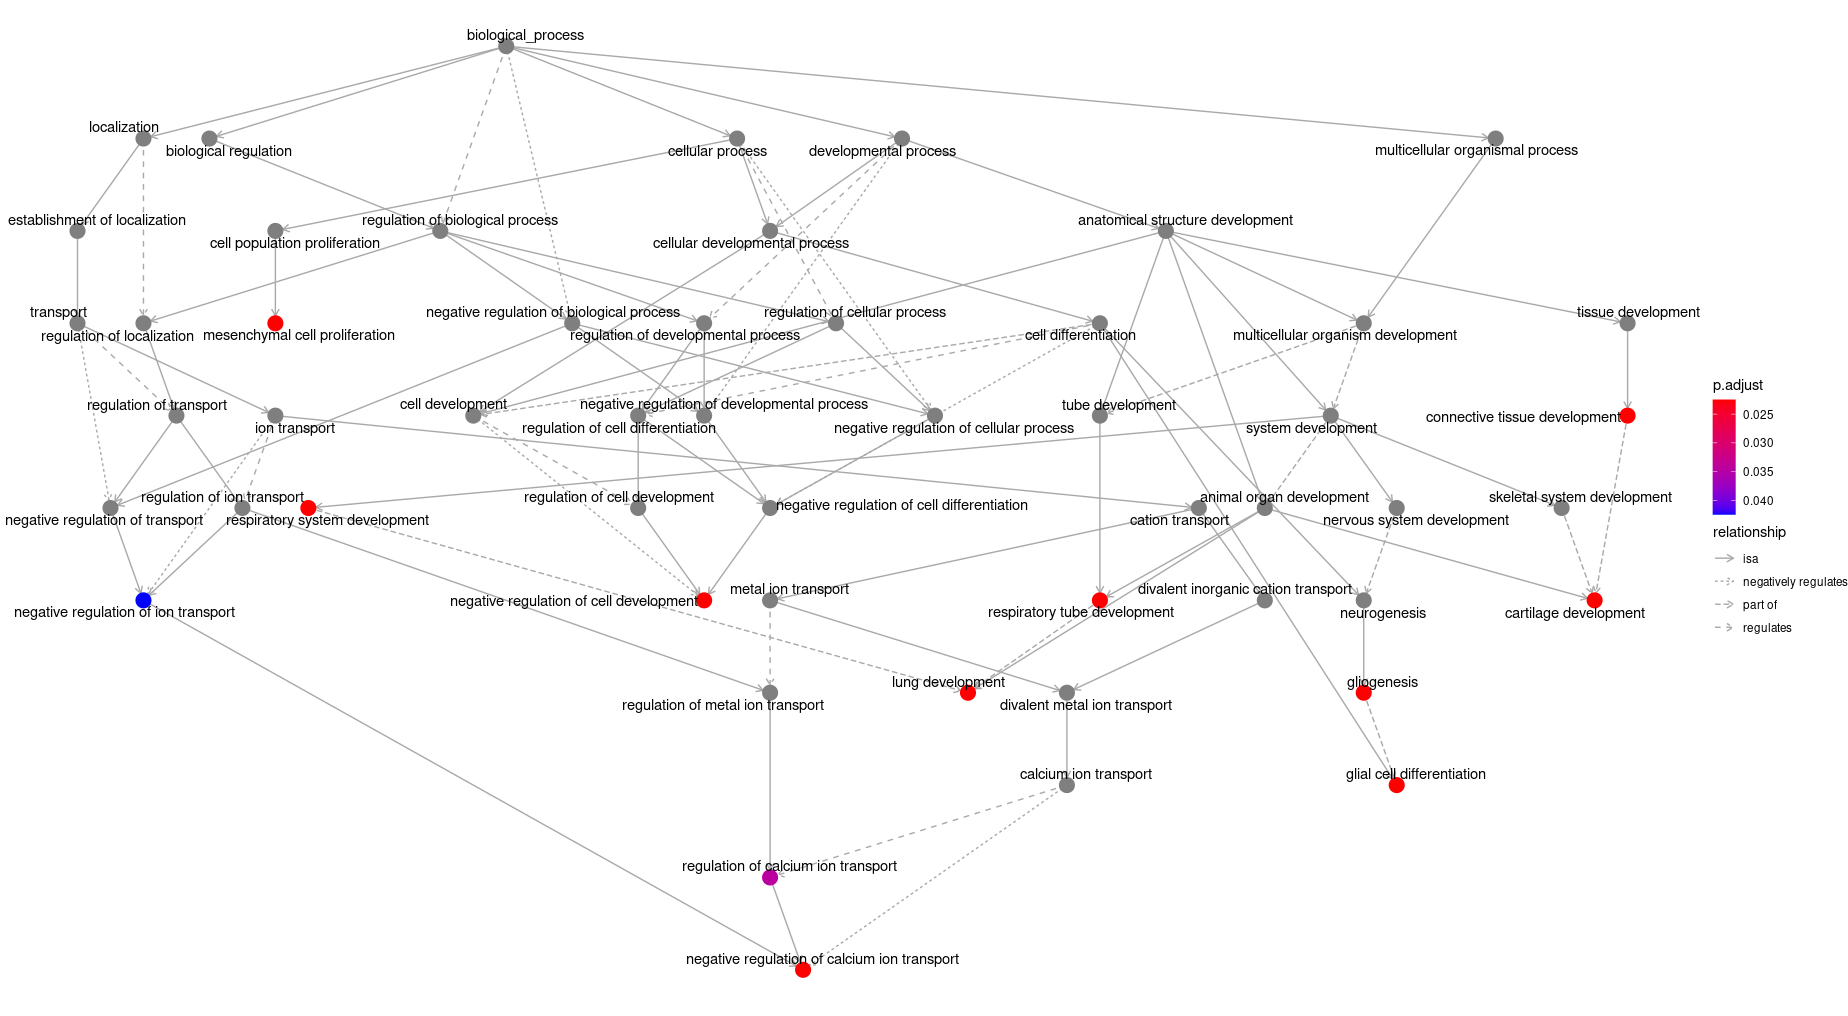 biological_process
localization
biological regulation
cellular process
developmental process
multicellular organismal process
establishment of localization
cell population proliferation
regulation of biological process
cellular developmental process
anatomical structure development
transport
regulation of localization
mesenchymal cell proliferation
negative regulation of biological process
regulation of developmental process
regulation of cellular process
cell differentiation
multicellular organism development
tissue development
regulation of transport
ion transport
cell development
negative regulation of developmental process
regulation of cell differentiation
negative regulation of cellular process
tube development
system development
connective tissue development
negative regulation of transport
regulation of ion transport
respiratory system development
regulation of cell development
negative regulation of cell differentiation
cation transport
animal organ development
nervous system development
skeletal system development
negative regulation of ion transport
negative regulation of cell development
metal ion transport
respiratory tube development
divalent inorganic cation transport
neurogenesis
cartilage development
regulation of metal ion transport
lung development
divalent metal ion transport
gliogenesis
calcium ion transport
glial cell differentiation
regulation of calcium ion transport
negative regulation of calcium ion transport
p.adjust
0.025
0.030
0.035
0.040
relationship
isa
negatively regulates
part of
regulates